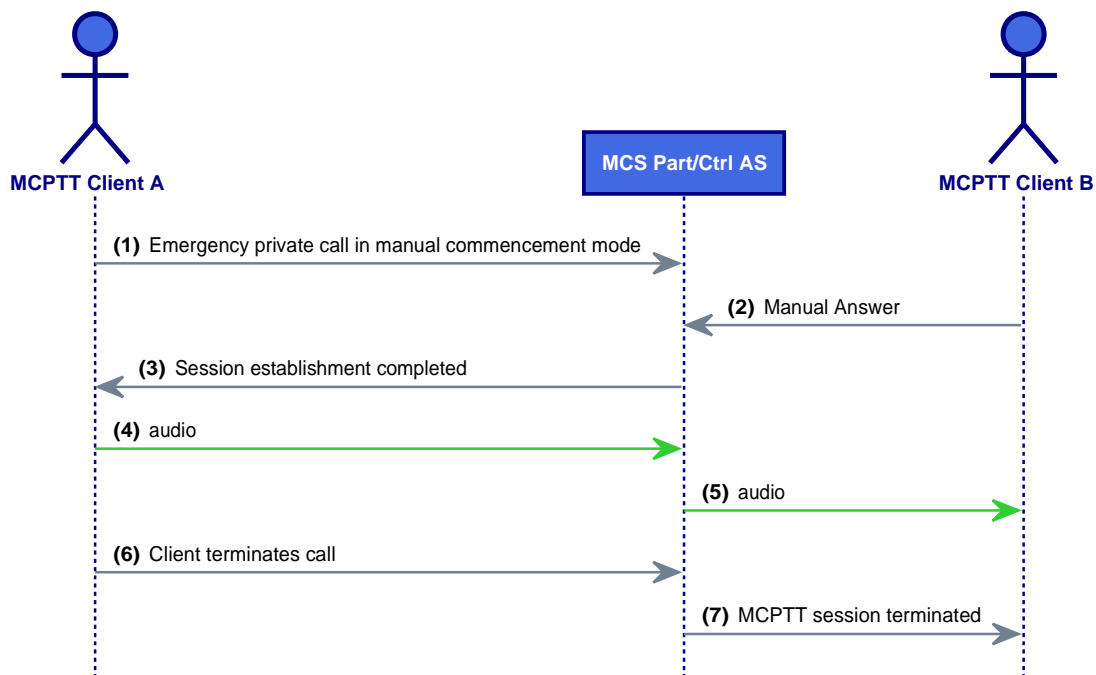 MCPTT Client A
MCS Part/Ctrl AS
MCPTT Client B
(1) Emergency private call in manual commencement mode
(2) Manual Answer
(3) Session establishment completed
(4) audio
(5) audio
(6) Client terminates call
(7) MCPTT session terminated